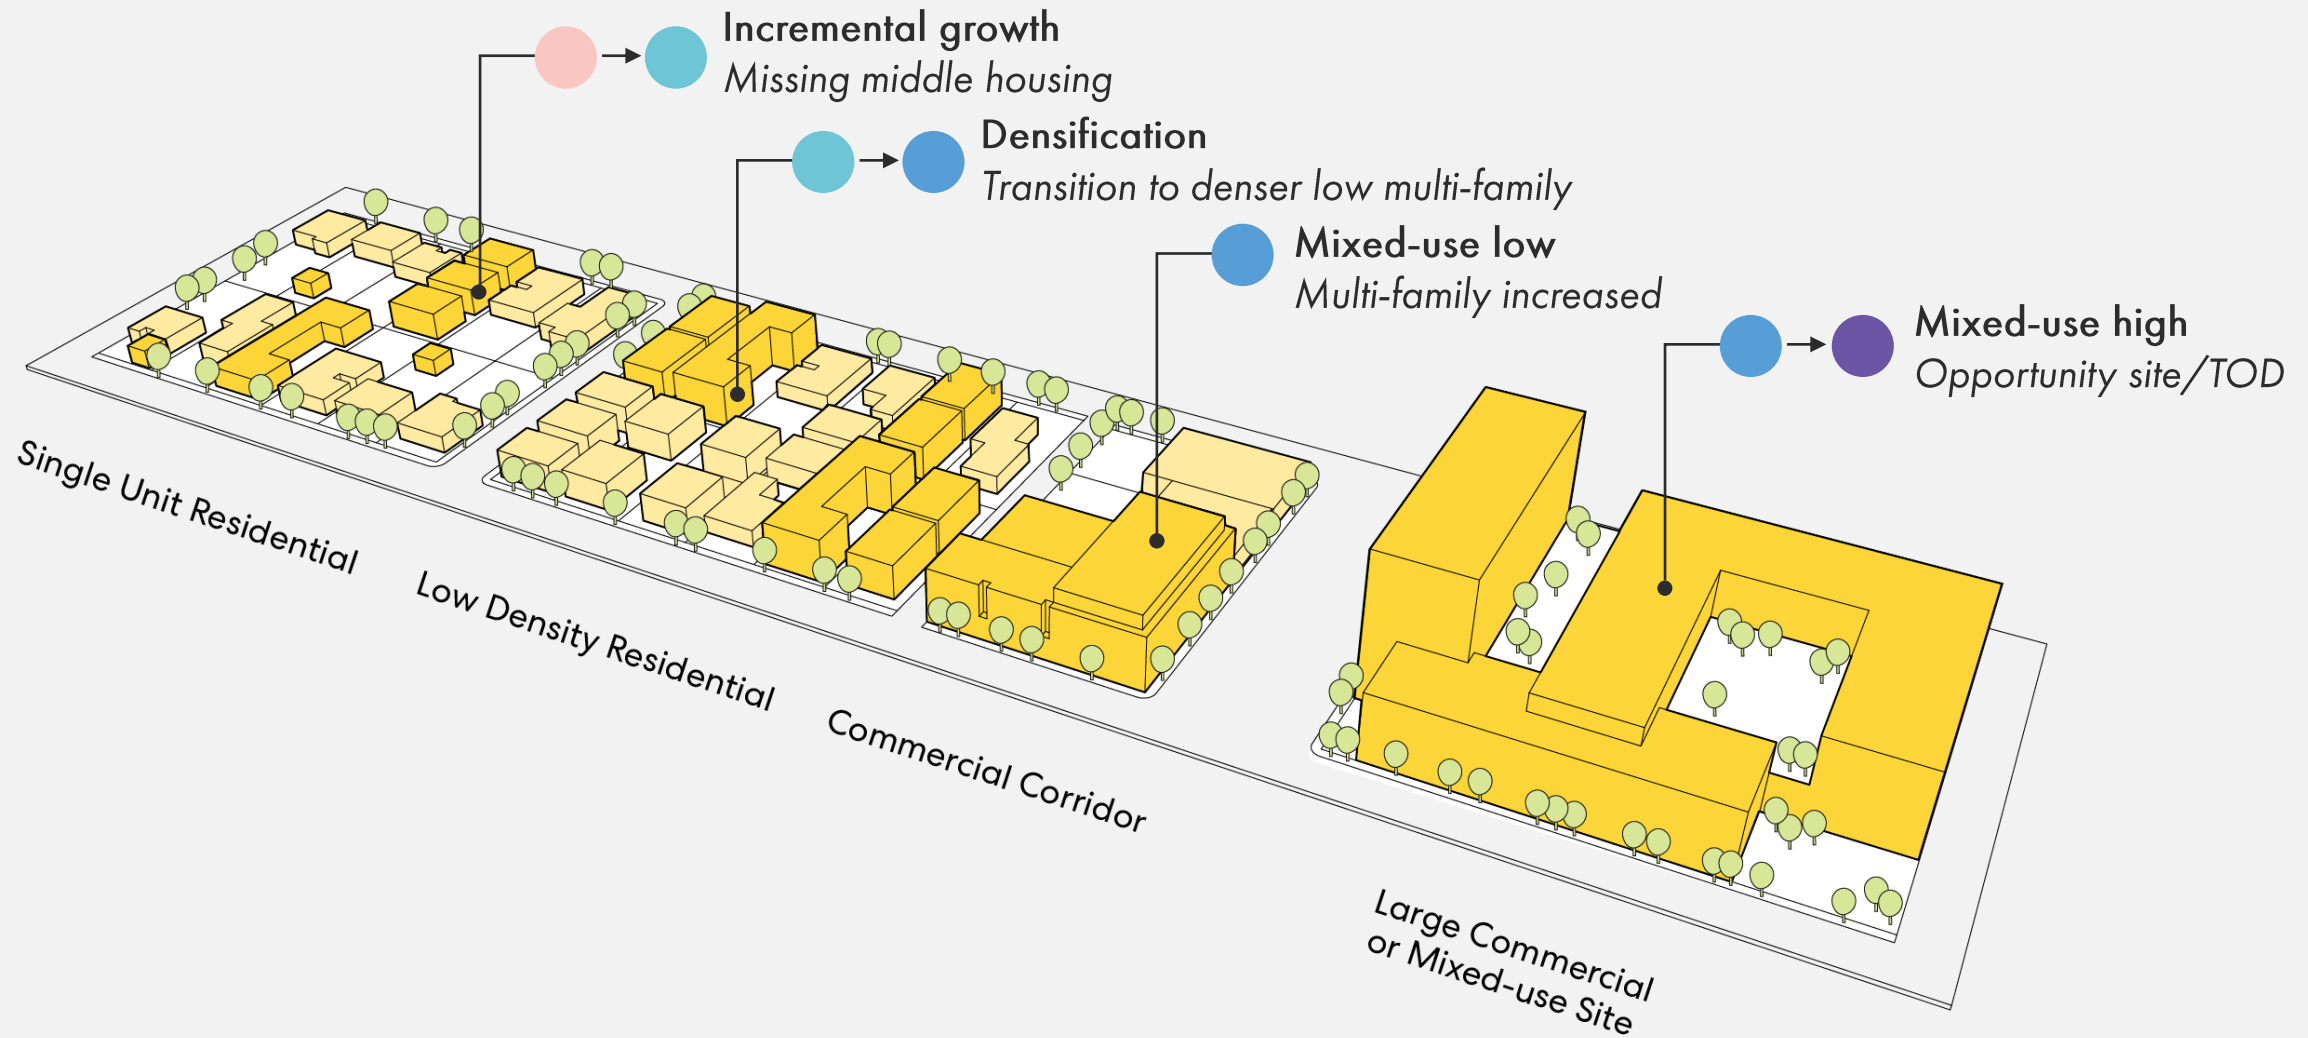 Incremental growth
Missing middle housing
Densification
Transition to denser low multi-family
Mixed-use low
Multi-family increased
Mixed-use high
Opportunity site/TOD
Single Unit Residential
Low Density Residential
Commercial Corridor
Large Commercial
or Mixed-use Site